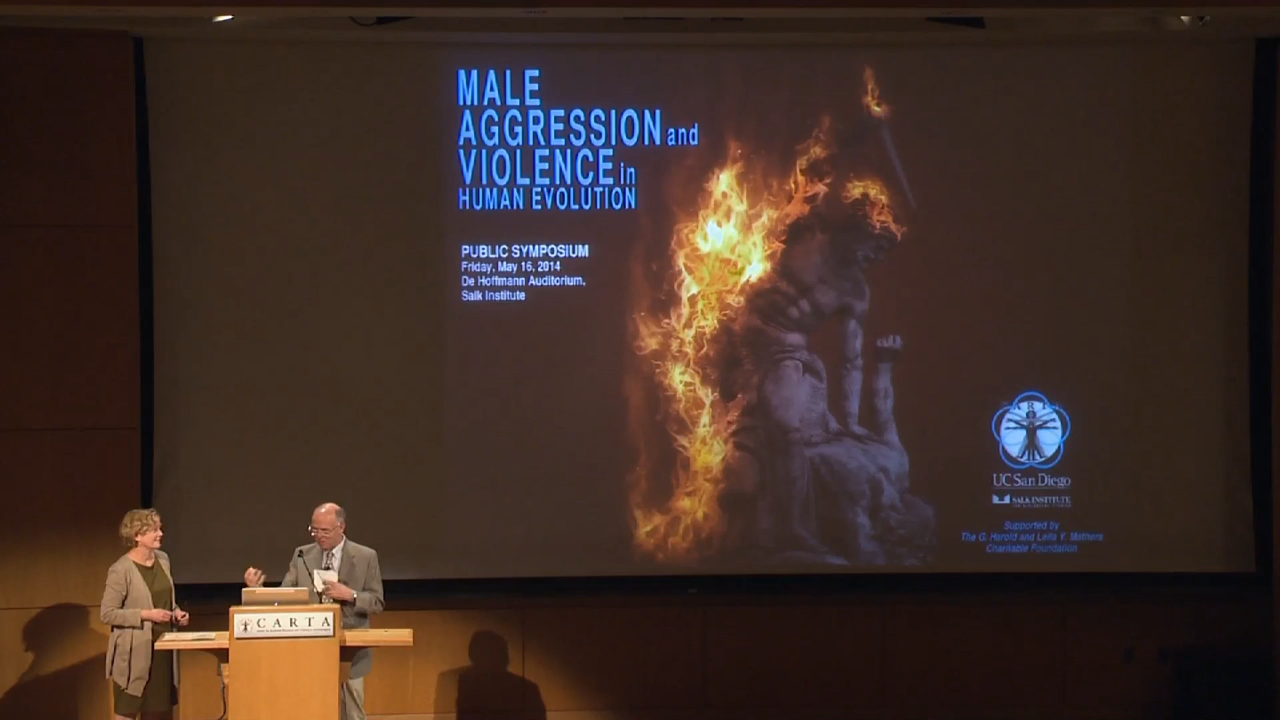 MALE
AGGRESSION and
VIOLENCE in
HUMAN EVOLUTION
PUBLIC SYMPOSIUM
Friday, May 16, 2014
De Hoffmann Auditorium,
Salk Institute
CARTA
UC San Diego
SALK INSTITUTE
Supported by
The G. Harold and Leila Y. Mathers
Charitable Foundation
CARTA